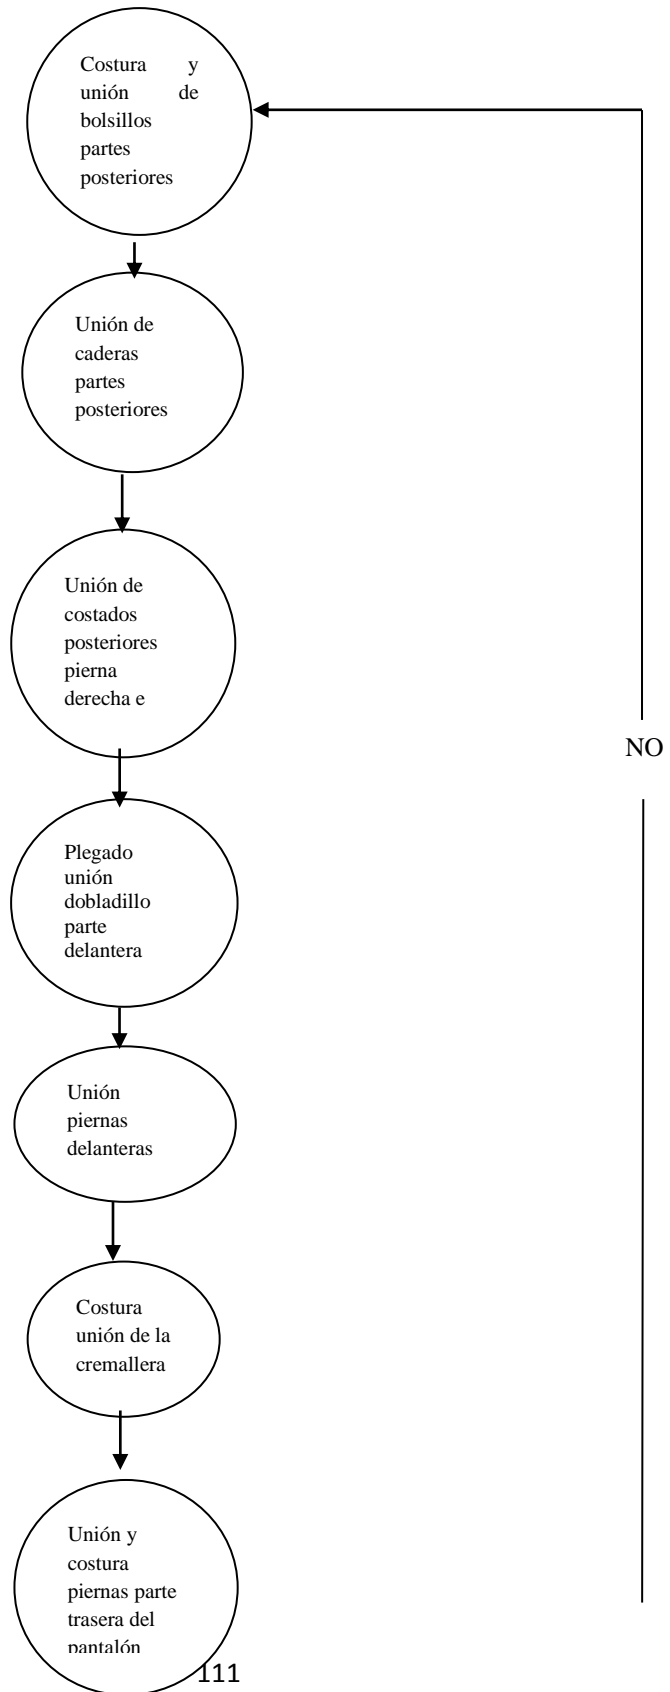 Costura y
unión de
bolsillos
partes
posteriores
Unión de
caderas
partes
posteriores
Unión de
costados
posteriores
pierna
derecha e
NO
Plegado
unión
dobladillo
parte
delantera
Unión
piernas
delanteras
Costura
unión de la
cremallera
Unión y
costura
piernas parte
trasera del
pantalón
111